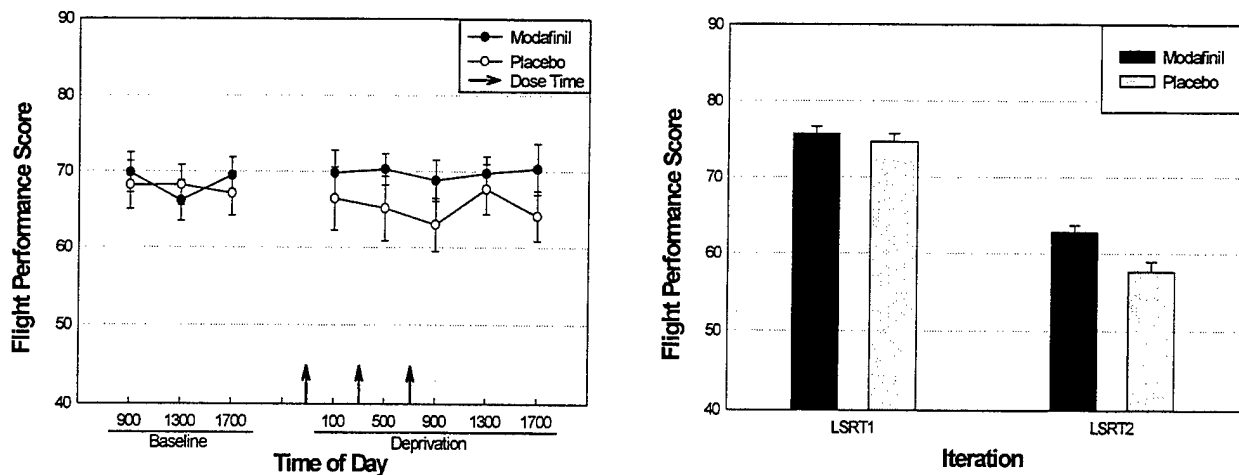 90
80
70
60
50
40
Flight Performance Score
Modafinil
Placebo
Dose Time
900 1300 1700 100 500 900 1300 1700
Baseline Deprivation
Time of Day
90
80
70
60
50
40
Flight Performance Score
Modafinil
Placebo
LSRT1 LSRT2
Iteration